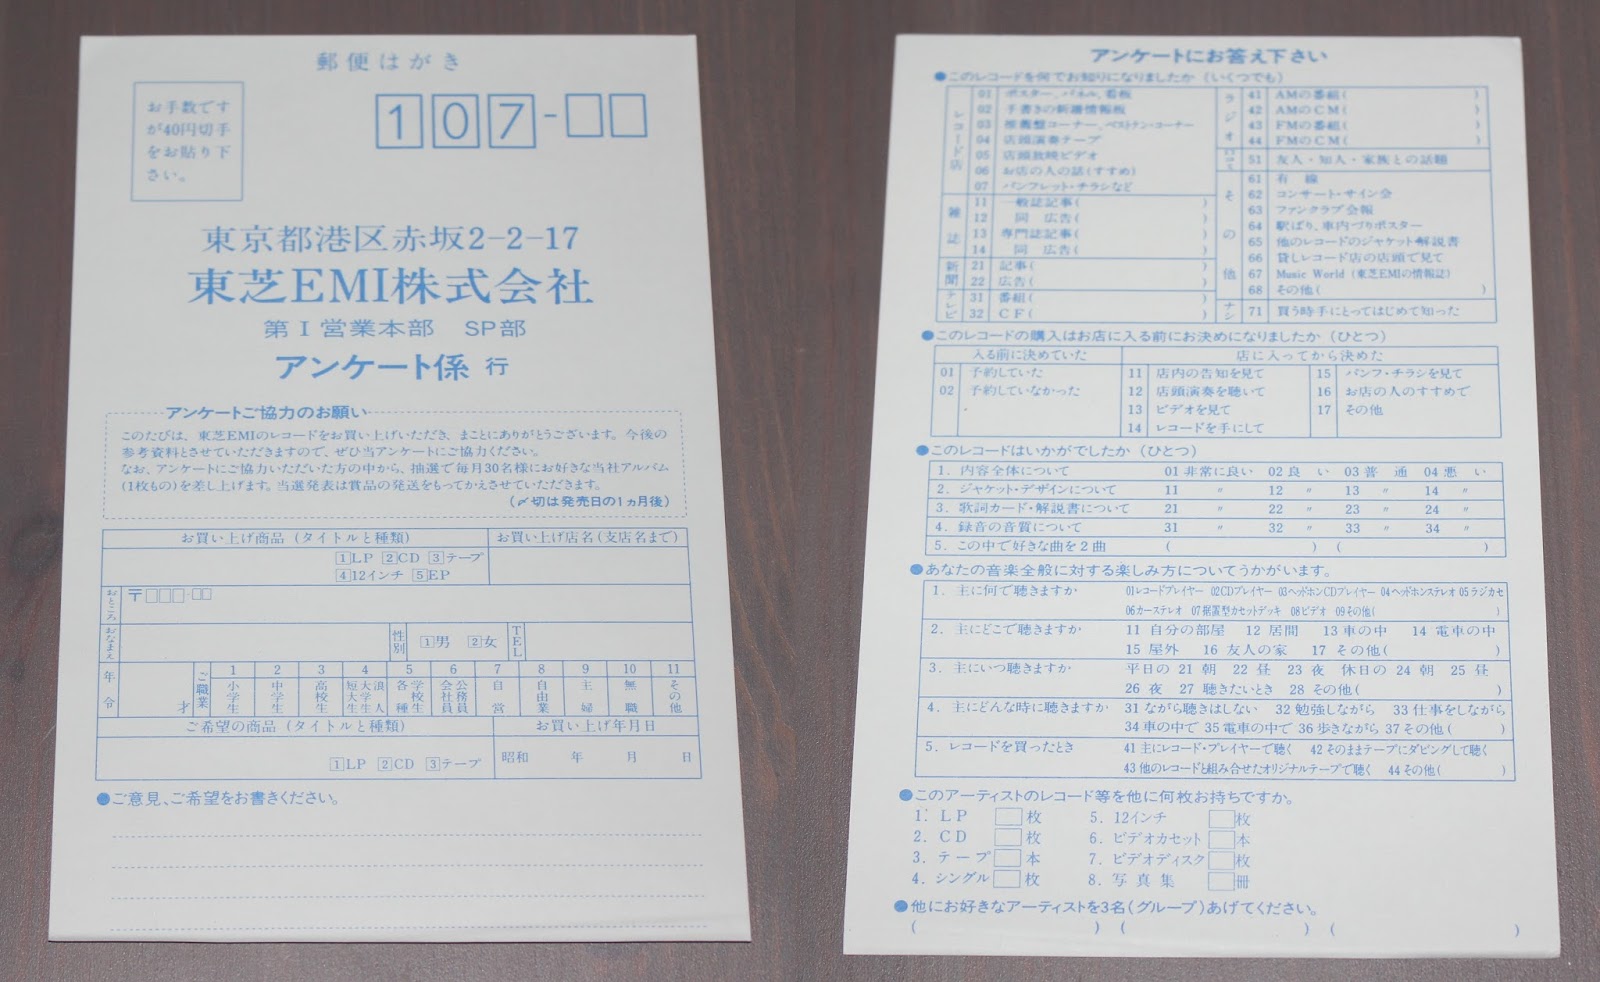 郵便はがき
お手数です
が40円切手
をお貼り下
さい。
107-□□
東京都港区赤坂2-2-17
東芝EMI株式会社
第Ⅰ営業本部 SP部
アンケート係 行
アンケートご協力のお願い
このたびは、東芝EMIのレコードをお買い上げいただき、まことにありがとうございます。今後の
参考資料とさせていただきますので、ぜひ当アンケートにご協力ください。
なお、アンケートにご協力いただいた方の中から、抽選で毎月30名様にお好きな当社アルバム
(1枚もの)を差し上げます。当選発表は賞品の発送をもってかえさせていただきます。
(〆切は発売日の1ヵ月後)
お買い上げ商品(タイトルと種類) お買い上げ店名(支店名まで)
1LP 2CD 3テープ
412インチ 5EP
おところ 〒□□□-□□
おなまえ 性別 1男 2女 TEL
年令 才 ご職業 1小学生 2中学生 3高校生 4短大生大学生浪人 5各種学校生 6会社員公務員 7自営 8自由業 9主婦 10無職 11その他
ご希望の商品(タイトルと種類) お買い上げ年月日
1LP 2CD 3テープ 昭和 年 月 日
●ご意見、ご希望をお書きください。
アンケートにお答え下さい
●このレコードを何でお知りになりましたか(いくつでも)
レコード店
01 ポスター、パネル、看板
02 手書きの新譜情報板
03 推薦盤コーナー、ベストテン・コーナー
04 店頭演奏テープ
05 店頭放映ビデオ
06 お店の人の話(すすめ)
07 パンフレット・チラシなど
雑誌
11 一般誌記事( )
12 同 広告( )
13 専門誌記事( )
14 同 広告( )
新聞
21 記事( )
22 広告( )
テレビ
31 番組( )
32 CF( )
ラジオ
41 AMの番組( )
42 AMのCM( )
43 FMの番組( )
44 FMのCM( )
口コミ
51 友人・知人・家族との話題
その他
61 有 線
62 コンサート・サイン会
63 ファンクラブ会報
64 駅ばり、車内づりポスター
65 他のレコードのジャケット・解説書
66 貸しレコード店の店頭で見て
67 Music World (東芝EMIの情報誌)
68 その他( )
ナシ
71 買う時手にとってはじめて知った
●このレコードの購入はお店に入る前にお決めになりましたか(ひとつ)
入る前に決めていた 店に入ってから決めた
01 予約していた 11 店内の告知を見て 15 パンフ・チラシを見て
02 予約していなかった 12 店頭演奏を聴いて 16 お店の人のすすめで
13 ビデオを見て 17 その他
14 レコードを手にして
●このレコードはいかがでしたか(ひとつ)
1. 内容全体について 01 非常に良い 02 良 い 03 普 通 04 悪 い
2. ジャケット・デザインについて 11 〃 12 〃 13 〃 14 〃
3. 歌詞カード・解説書について 21 〃 22 〃 23 〃 24 〃
4. 録音の音質について 31 〃 32 〃 33 〃 34 〃
5. この中で好きな曲を2曲 ( ) ( )
●あなたの音楽全般に対する楽しみ方についてうかがいます。
1. 主に何で聴きますか 01レコードプレイヤー 02CDプレイヤー 03ヘッドホンCDプレイヤー 04ヘッドホンステレオ 05ラジカセ
06カーステレオ 07据置型カセットデッキ 08ビデオ 09その他( )
2. 主にどこで聴きますか 11 自分の部屋 12 居間 13 車の中 14 電車の中
15 屋外 16 友人の家 17 その他( )
3. 主にいつ聴きますか 平日の 21 朝 22 昼 23 夜 休日の 24 朝 25 昼
26 夜 27 聴きたいとき 28 その他( )
4. 主にどんな時に聴きますか 31 ながら聴きはしない 32 勉強しながら 33 仕事をしながら
34 車の中で 35 電車の中で 36 歩きながら 37 その他( )
5. レコードを買ったとき 41 主にレコード・プレイヤーで聴く 42 そのままテープにダビングして聴く
43 他のレコードと組み合せたオリジナルテープで聴く 44 その他( )
●このアーティストのレコード等を他に何枚お持ちですか。
1. LP □枚 5. 12インチ □枚
2. CD □枚 6. ビデオカセット □本
3. テープ □本 7. ビデオディスク □枚
4. シングル □枚 8. 写真集 □冊
●他にお好きなアーティストを3名(グループ)あげてください。
( ) ( ) ( )